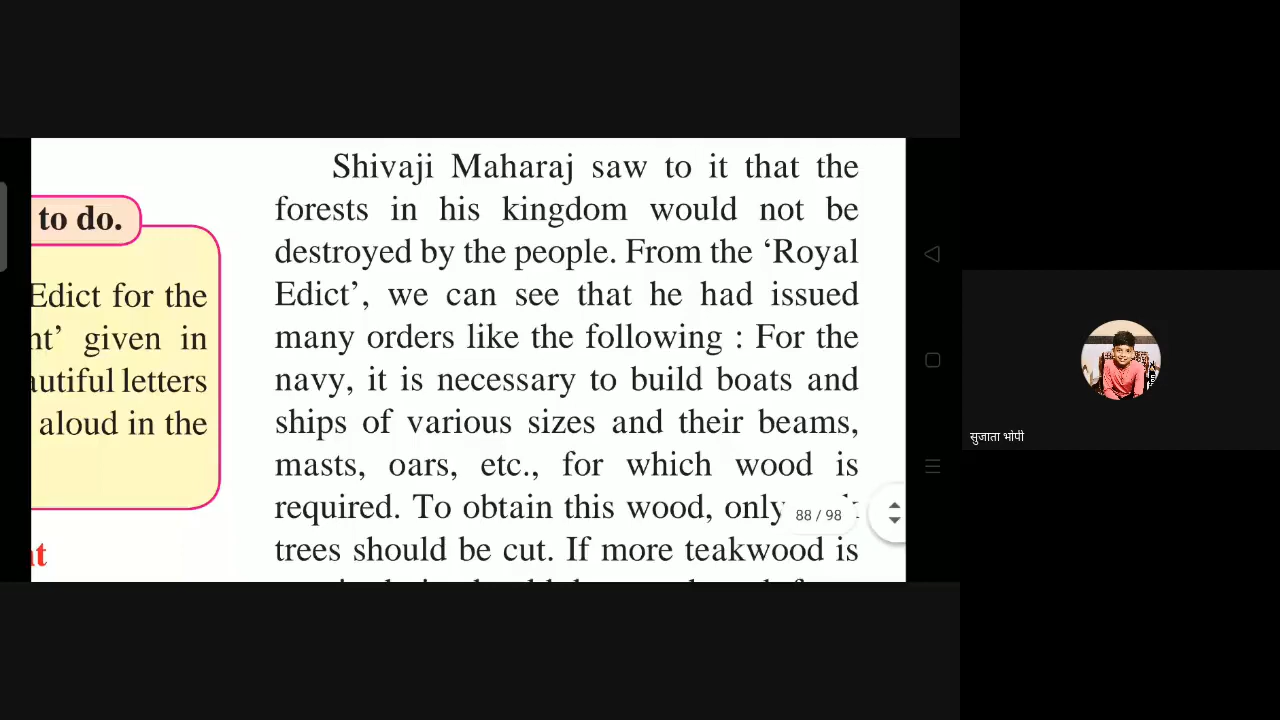 to do.
Edict for the
nt’ given in
autiful letters
aloud in the
nt
Shivaji Maharaj saw to it that the
forests in his kingdom would not be
destroyed by the people. From the ‘Royal
Edict’, we can see that he had issued
many orders like the following : For the
navy, it is necessary to build boats and
ships of various sizes and their beams,
masts, oars, etc., for which wood is
required. To obtain this wood, only
trees should be cut. If more teakwood is
88 / 98
सुजाता भोपी